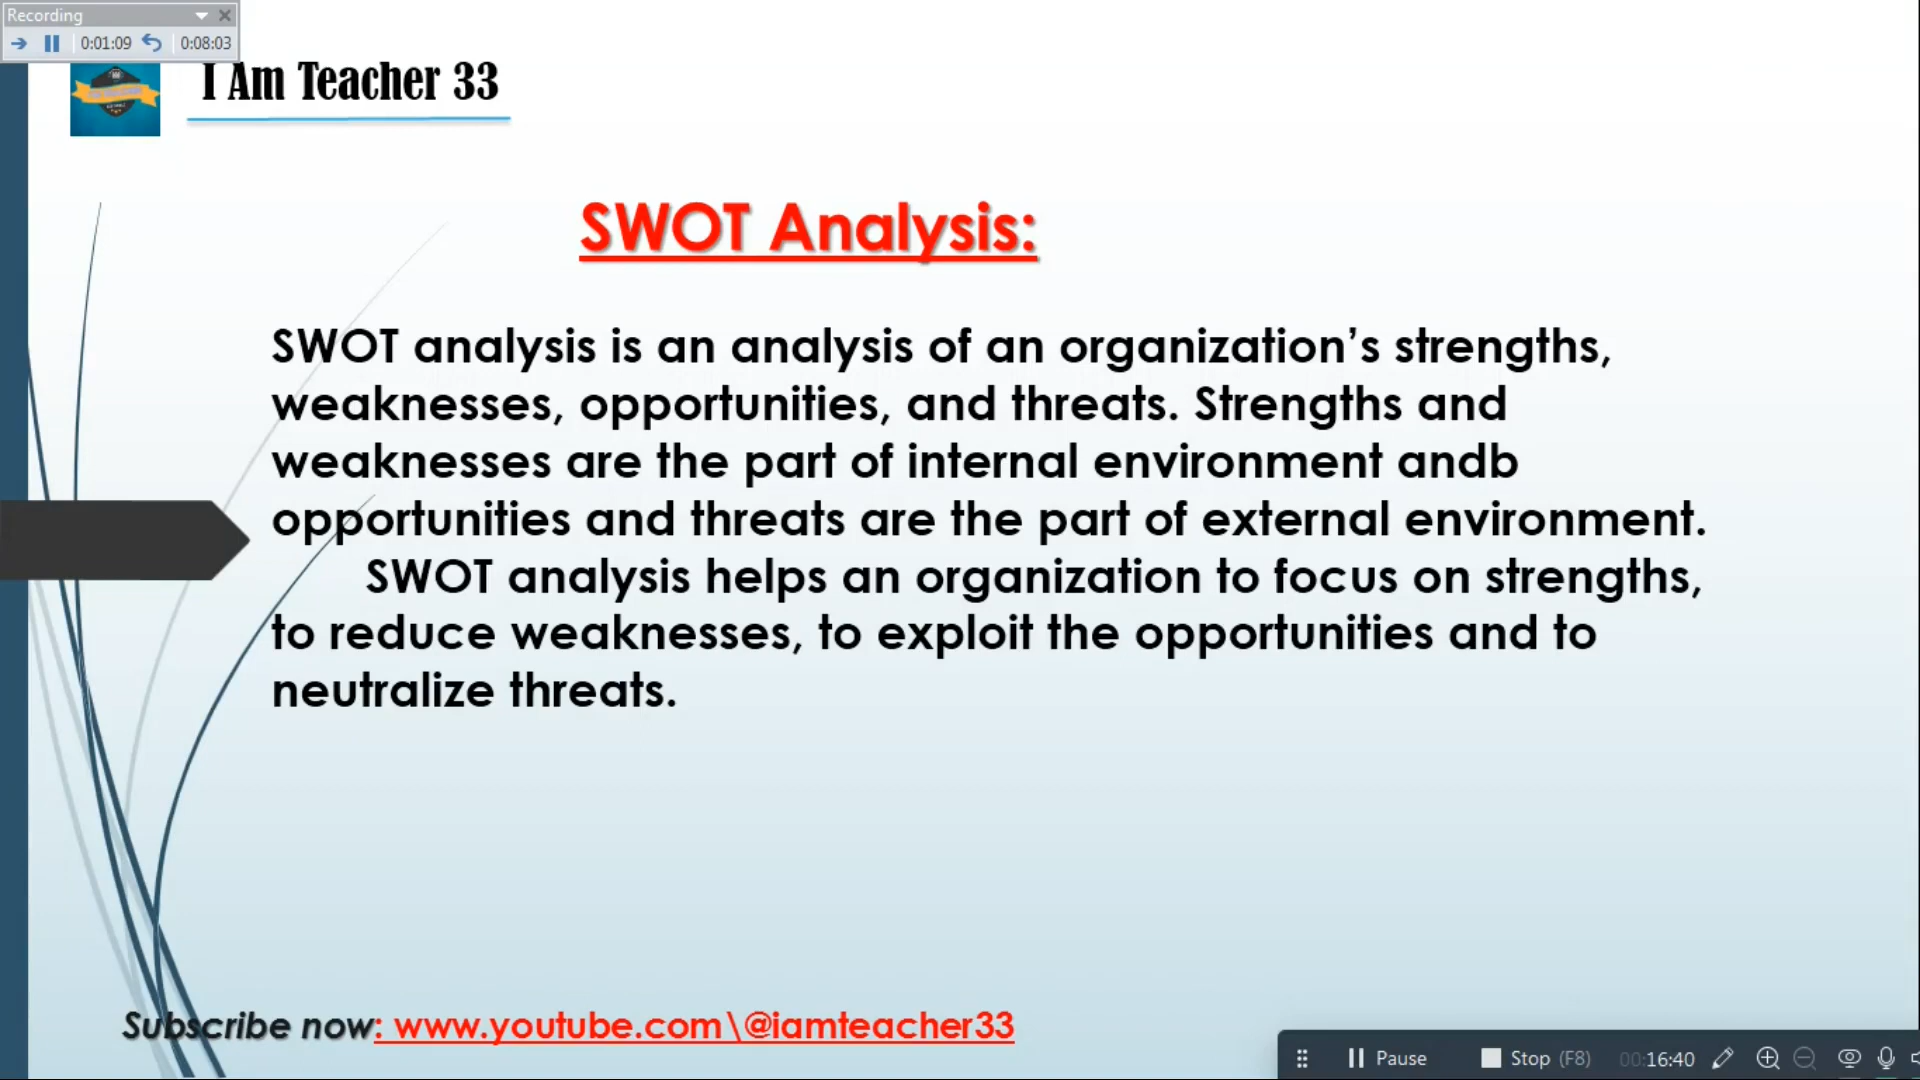 Recording
0:01:09 0:08:03
I Am Teacher 33
SWOT Analysis:
SWOT analysis is an analysis of an organization’s strengths,
weaknesses, opportunities, and threats. Strengths and
weaknesses are the part of internal environment andb
opportunities and threats are the part of external environment.
SWOT analysis helps an organization to focus on strengths,
to reduce weaknesses, to exploit the opportunities and to
neutralize threats.
Subscribe now: www.youtube.com\@iamteacher33
Pause Stop (F8) 00:16:40